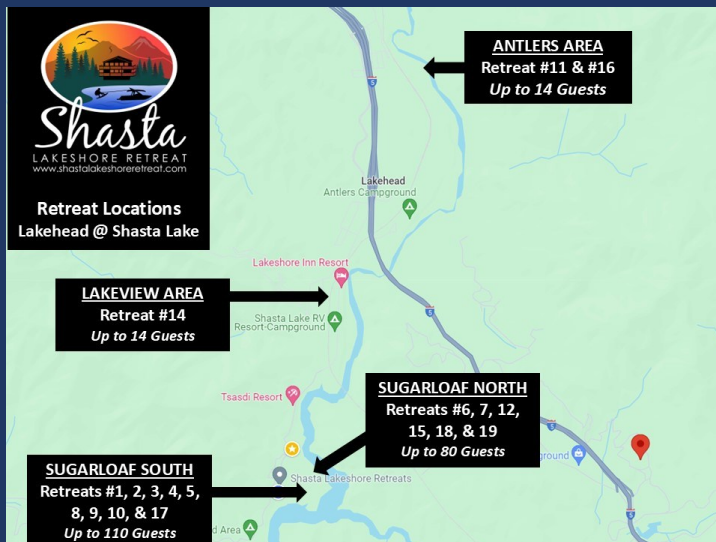 Shasta
LAKESHORE RETREAT
www.shastalakeshoreretreat.com
Retreat Locations
Lakehead @ Shasta Lake
ANTLERS AREA
Retreat #11 & #16
Up to 14 Guests
5
Lakehead
Antlers Campground
Lakeshore Inn Resort
LAKEVIEW AREA
Retreat #14
Up to 14 Guests
Shasta Lake RV
Resort-Campground
5
Tsasdi Resort
SUGARLOAF NORTH
Retreats #6, 7, 12,
15, 18, & 19
Up to 80 Guests
5
ground
SUGARLOAF SOUTH
Retreats #1, 2, 3, 4, 5,
8, 9, 10, & 17
Up to 110 Guests
Shasta Lakeshore Retreats
5
d Area